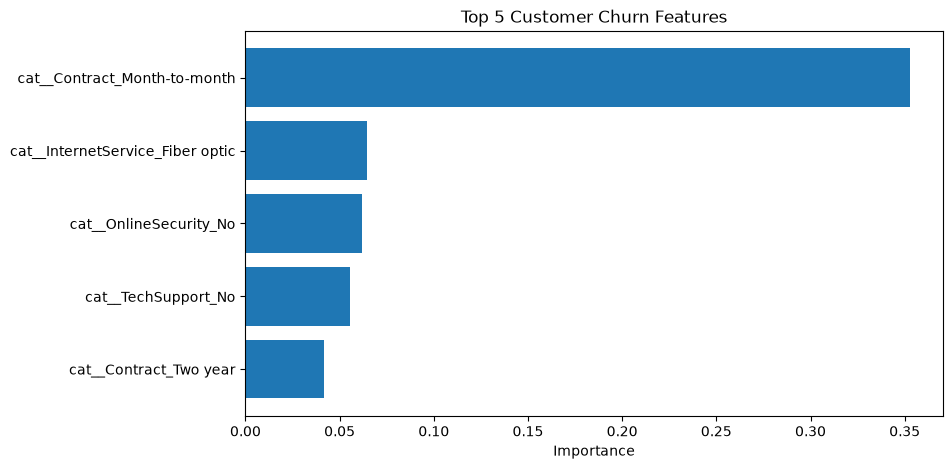 Top 5 Customer Churn Features
cat__Contract_Month-to-month
cat__InternetService_Fiber optic
cat__OnlineSecurity_No
cat__TechSupport_No
cat__Contract_Two year
0.00 0.05 0.10 0.15 0.20 0.25 0.30 0.35
Importance